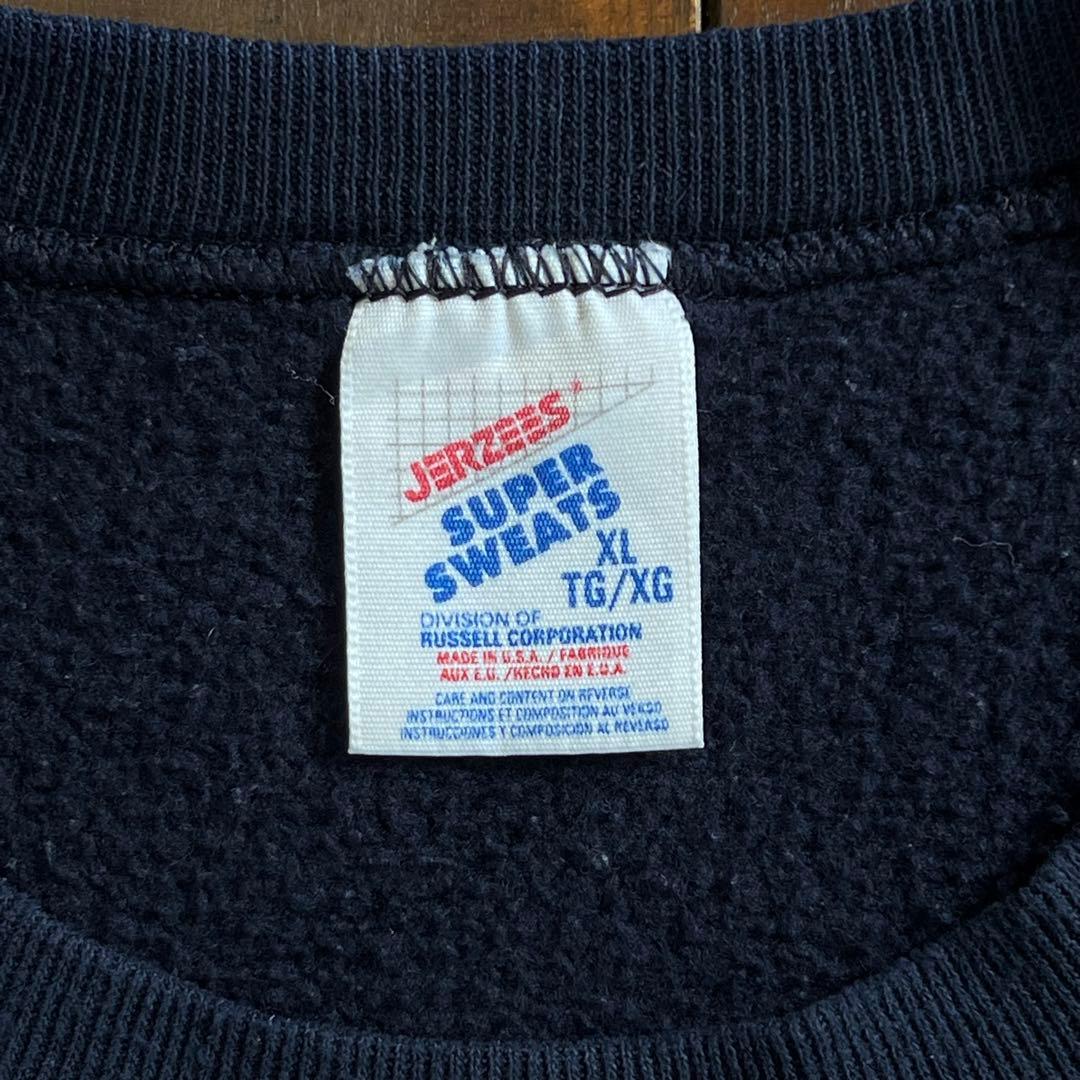 JERZEES®
SUPER
SWEATS
XL
TG/XG
DIVISION OF
RUSSELL CORPORATION
MADE IN U.S.A. / FABRIQUE
AUX E.U. / HECHO EN E.U.A.
CARE AND CONTENT ON REVERSE
INSTRUCTIONS ET COMPOSITION AU VERSO
INSTRUCCIONES Y COMPOSICION AL REVERSO